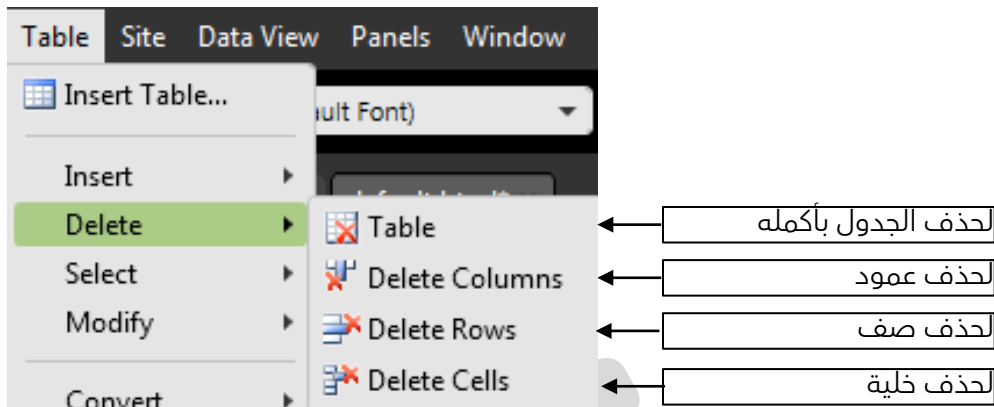 Table Site Data View Panels Window
Insert Table...
ult Font)
Insert
Delete
Table
لحذف الجدول بأكمله
Select
Delete Columns
لحذف عمود
Modify
Delete Rows
لحذف صف
Delete Cells
لحذف خلية
Convert